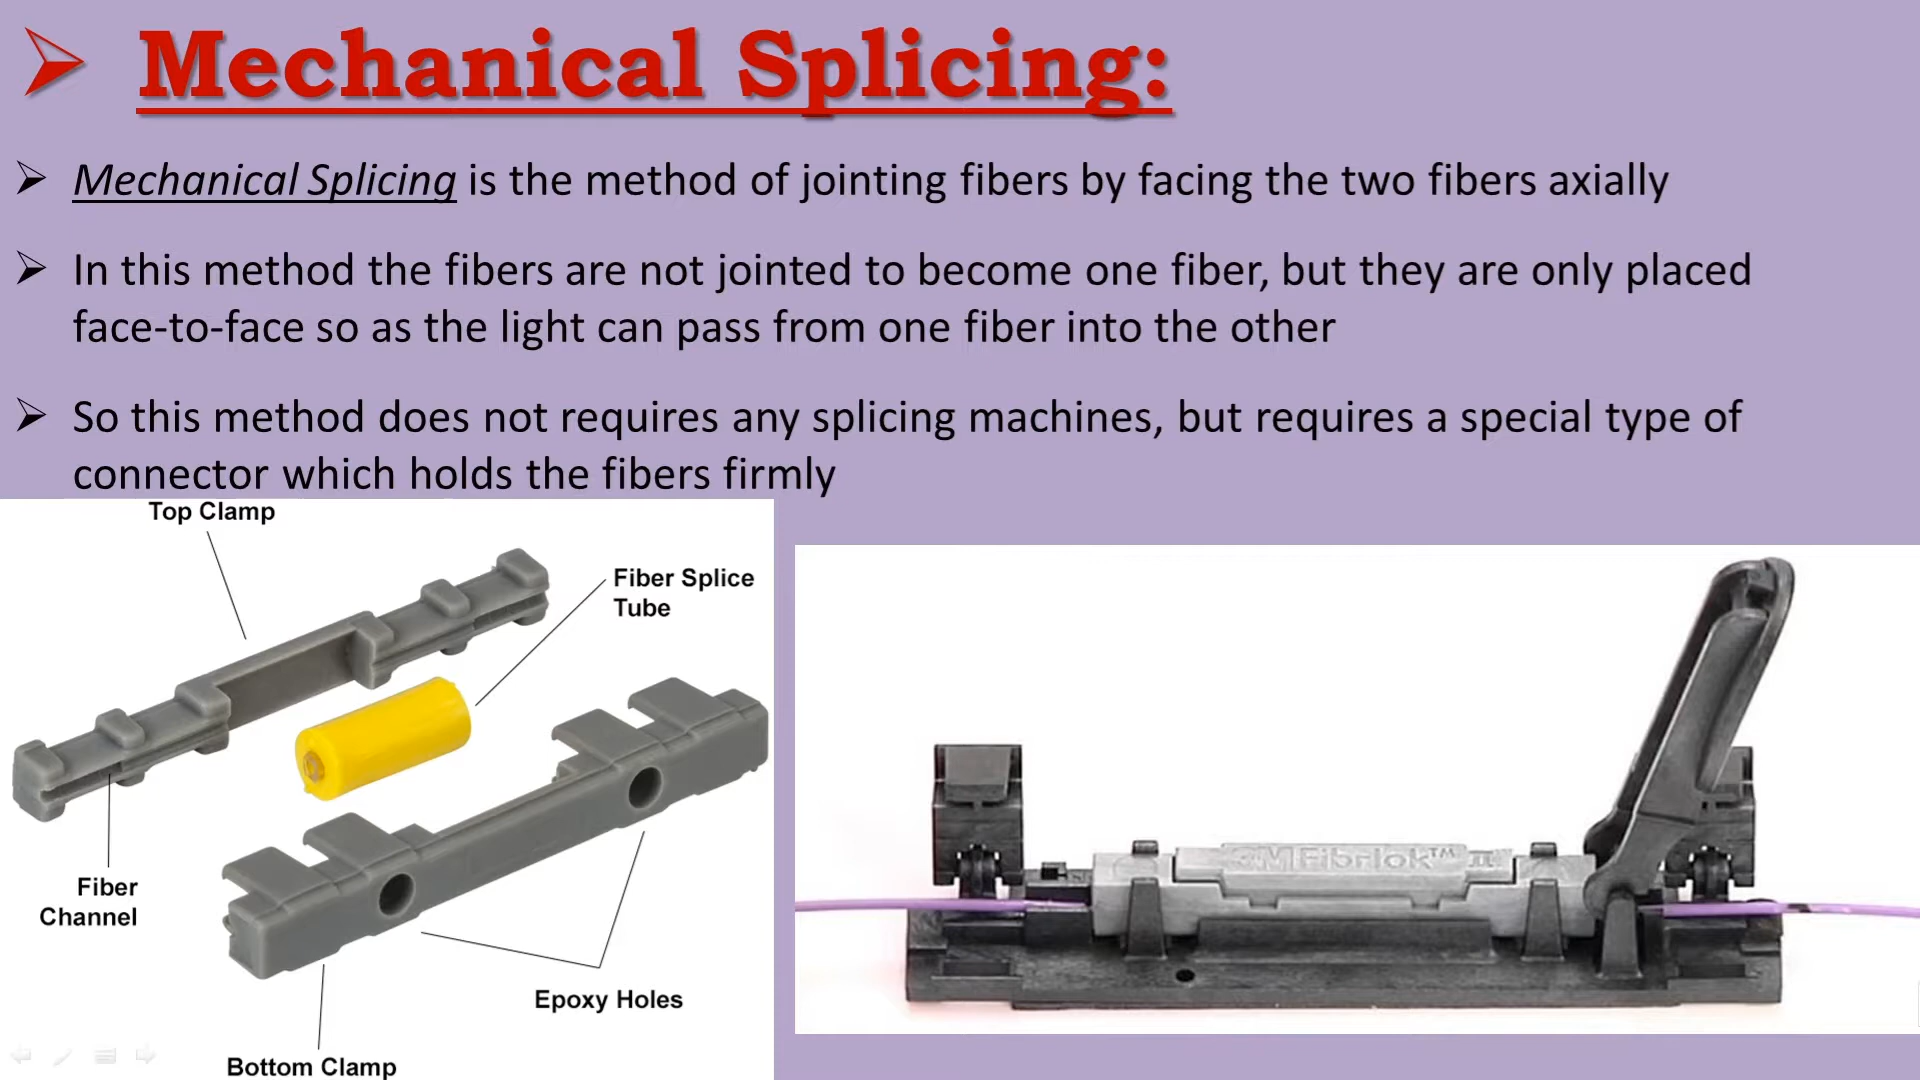 Mechanical Splicing:
Mechanical Splicing is the method of jointing fibers by facing the two fibers axially
In this method the fibers are not jointed to become one fiber, but they are only placed
face-to-face so as the light can pass from one fiber into the other
So this method does not requires any splicing machines, but requires a special type of
connector which holds the fibers firmly
Top Clamp
Fiber Splice
Tube
Fiber
Channel
Epoxy Holes
Bottom Clamp
3M Fibrlok™ II